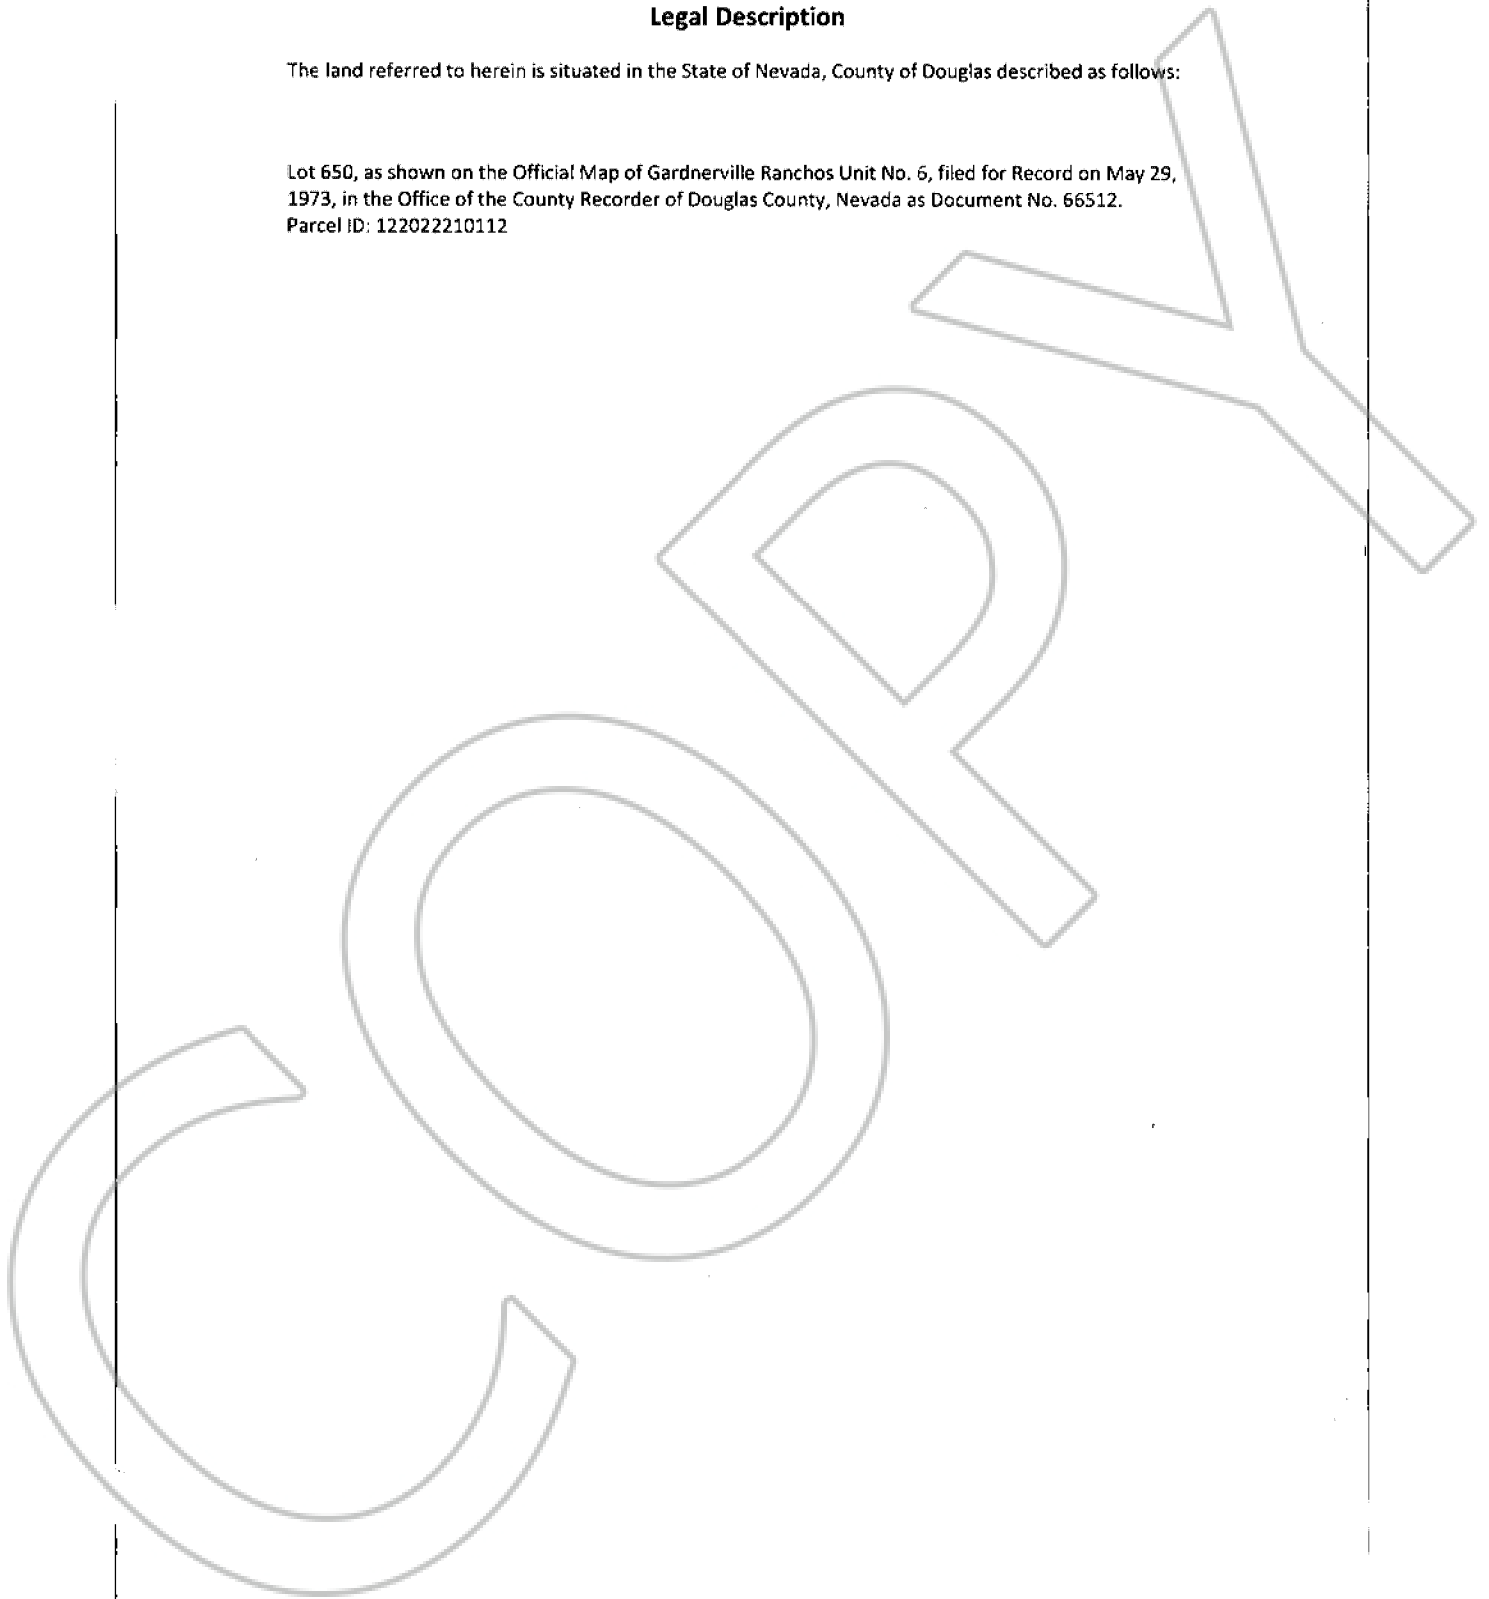 Legal Description
The land referred to herein is situated in the State of Nevada, County of Douglas described as follows:
Lot 650, as shown on the Official Map of Gardnerville Ranchos Unit No. 6, filed for Record on May 29,
1973, in the Office of the County Recorder of Douglas County, Nevada as Document No. 66512.
Parcel ID: 122022210112
COPY